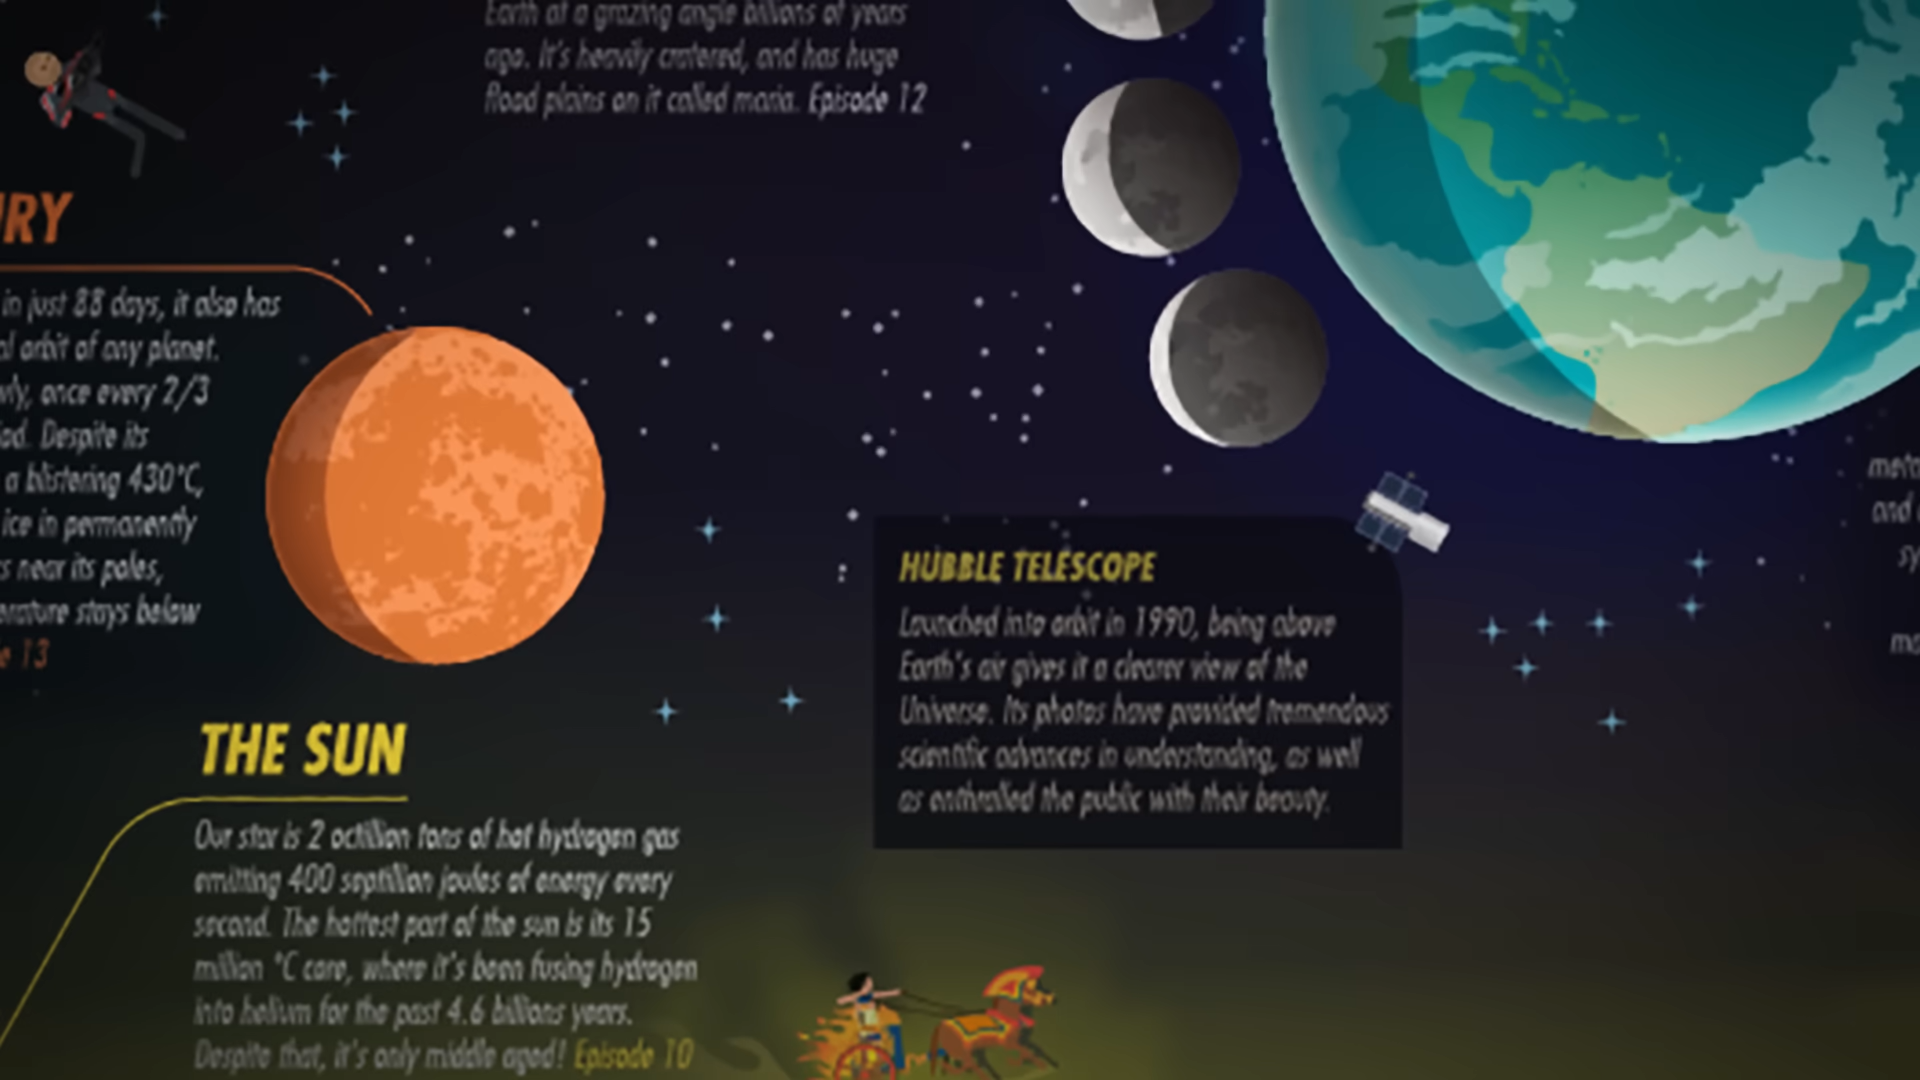 Earth at a grazing angle billions of years
ago. It's heavily cratered, and has huge
flood plains on it called maria. Episode 12
URY
in just 88 days, it also has
al orbit of any planet.
wly, once every 2/3
iod. Despite its
a blistering 430°C,
ice in permanently
s near its poles,
erature stays below
e 13
THE SUN
Our star is 2 octillion tons of hot hydrogen gas
emitting 400 septillion joules of energy every
second. The hottest part of the sun is its 15
million °C core, where it's been fusing hydrogen
into helium for the past 4.6 billions years.
Despite that, it's only middle aged! Episode 10
HUBBLE TELESCOPE
Launched into orbit in 1990, being above
Earth's air gives it a clearer view of the
Universe. Its photos have provided tremendous
scientific advances in understanding, as well
as enthralled the public with their beauty.
meta
and
sy
ma